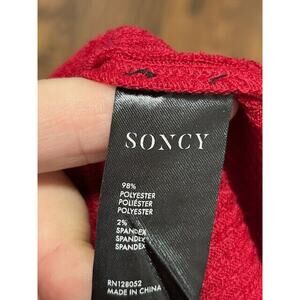 SONCY
98%
POLYESTER
POLIÉSTER
POLYESTER
2%
SPANDEX
SPANDEX
SPANDEX
RN128052
MADE IN CHINA